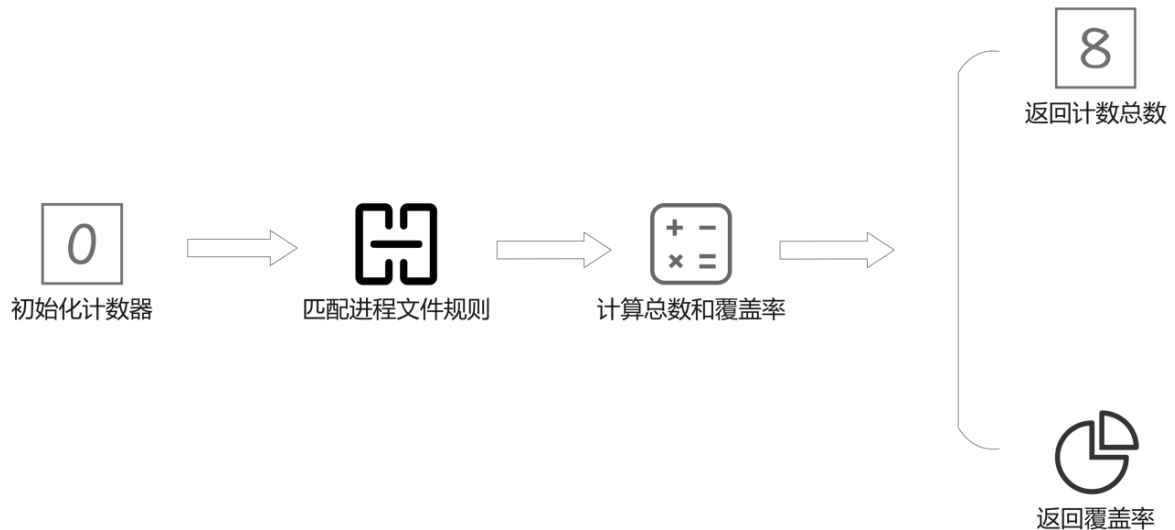 8
返回计数总数
0
初始化计数器
匹配进程文件规则
+ −
× =
计算总数和覆盖率
返回覆盖率